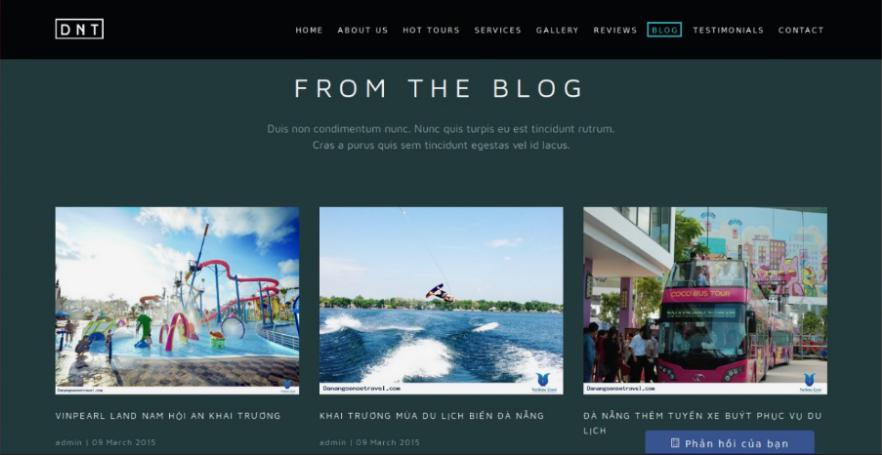 DNT
HOME ABOUT US HOT TOURS SERVICES GALLERY REVIEWS BLOG TESTIMONIALS CONTACT
FROM THE BLOG
Duis non condimentum nunc. Nunc quis turpis eu est tincidunt rutrum.
Cras a purus quis sem tincidunt egestas vel id lacus.
COCO BUS TOUR
Danangsensetravel.com
Danangsensetravel.com
Danangsensetravel.com
VINPEARL LAND NAM HỘI AN KHAI TRƯƠNG
admin | 09 March 2015
KHAI TRƯƠNG MÙA DU LỊCH BIỂN ĐÀ NẴNG
admin | 09 March 2015
ĐÀ NẴNG THÊM TUYẾN XE BUÝT PHỤC VỤ DU
LỊCH
Phản hồi của bạn